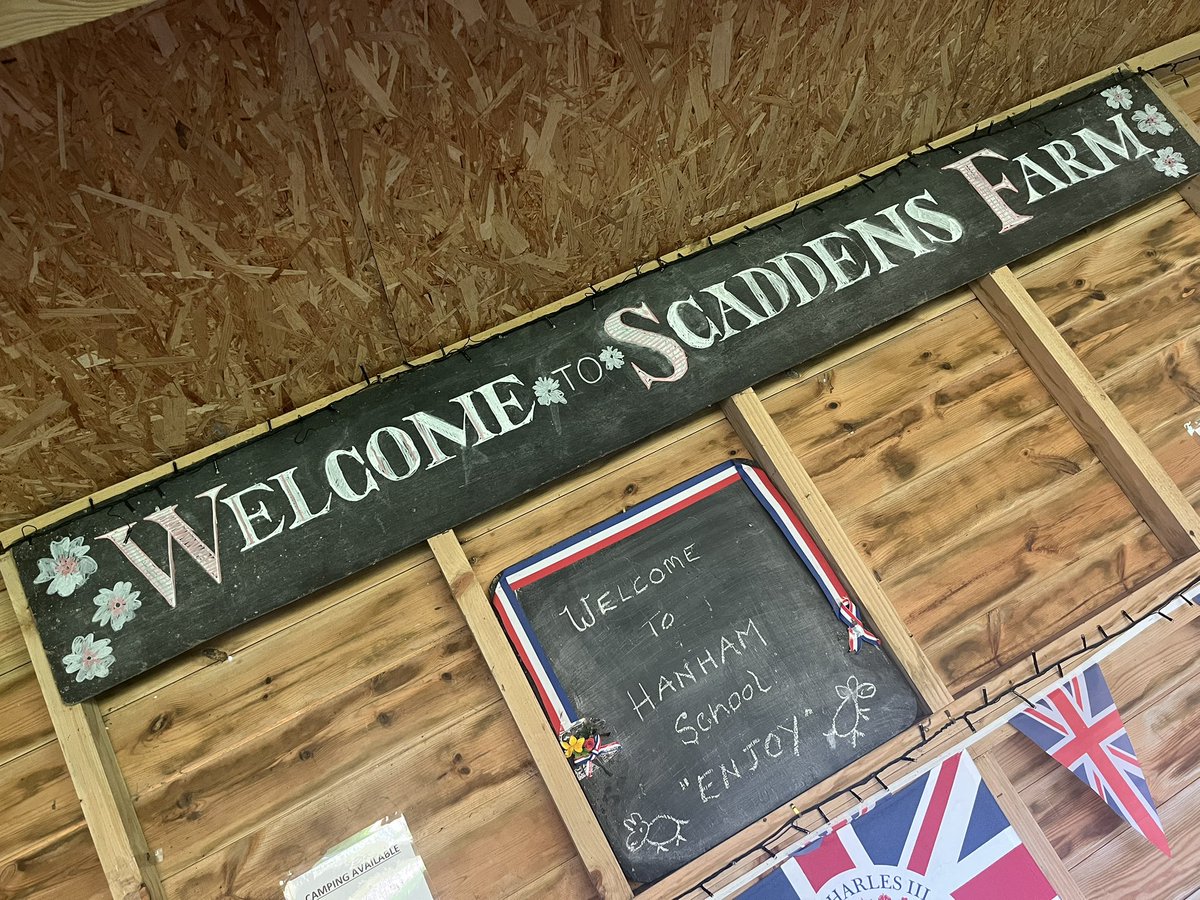 WELCOME TO SCADDENS FARM
WELCOME
TO
HANHAM
SCHOOL
"ENJOY"
CAMPING AVAILABLE
CHARLES III